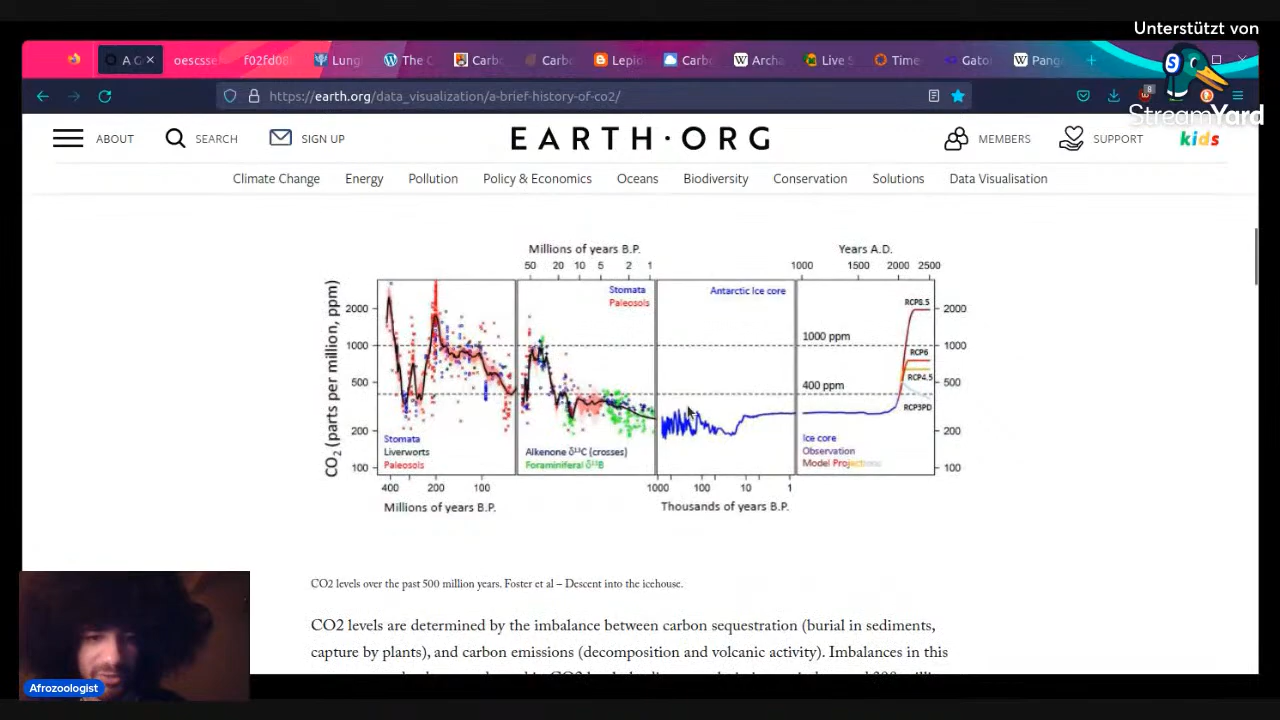 Unterstützt von
StreamYard
A C
oescsse
f02fd08
Lung
The C
Carbo
Carbo
Lepio
Carbo
Archa
Live S
Time
Gato
Pang
https://earth.org/data_visualization/a-brief-history-of-co2/
8
ABOUT SEARCH SIGN UP EARTH.ORG MEMBERS SUPPORT kids
Climate Change Energy Pollution Policy & Economics Oceans Biodiversity Conservation Solutions Data Visualisation
Millions of years B.P. Years A.D.
50 20 10 5 2 1 1000 1500 2000 2500
CO2 (parts per million, ppm)
2000
1000
500
200
100
Stomata
Liverworts
Paleosols
400 200 100
Millions of years B.P.
Stomata
Paleosols
Alkenone δ¹³C (crosses)
Foraminiferal δ¹¹B
Antarctic Ice core
1000 100 10 1
Thousands of years B.P.
1000 ppm
400 ppm
Ice core
Observation
Model Projections
RCP8.5
RCP6
RCP4.5
RCP3PD
2000
1000
500
200
100
CO2 levels over the past 500 million years. Foster et al – Descent into the icehouse.
CO2 levels are determined by the imbalance between carbon sequestration (burial in sediments,
capture by plants), and carbon emissions (decomposition and volcanic activity). Imbalances in this
Afrozoologist